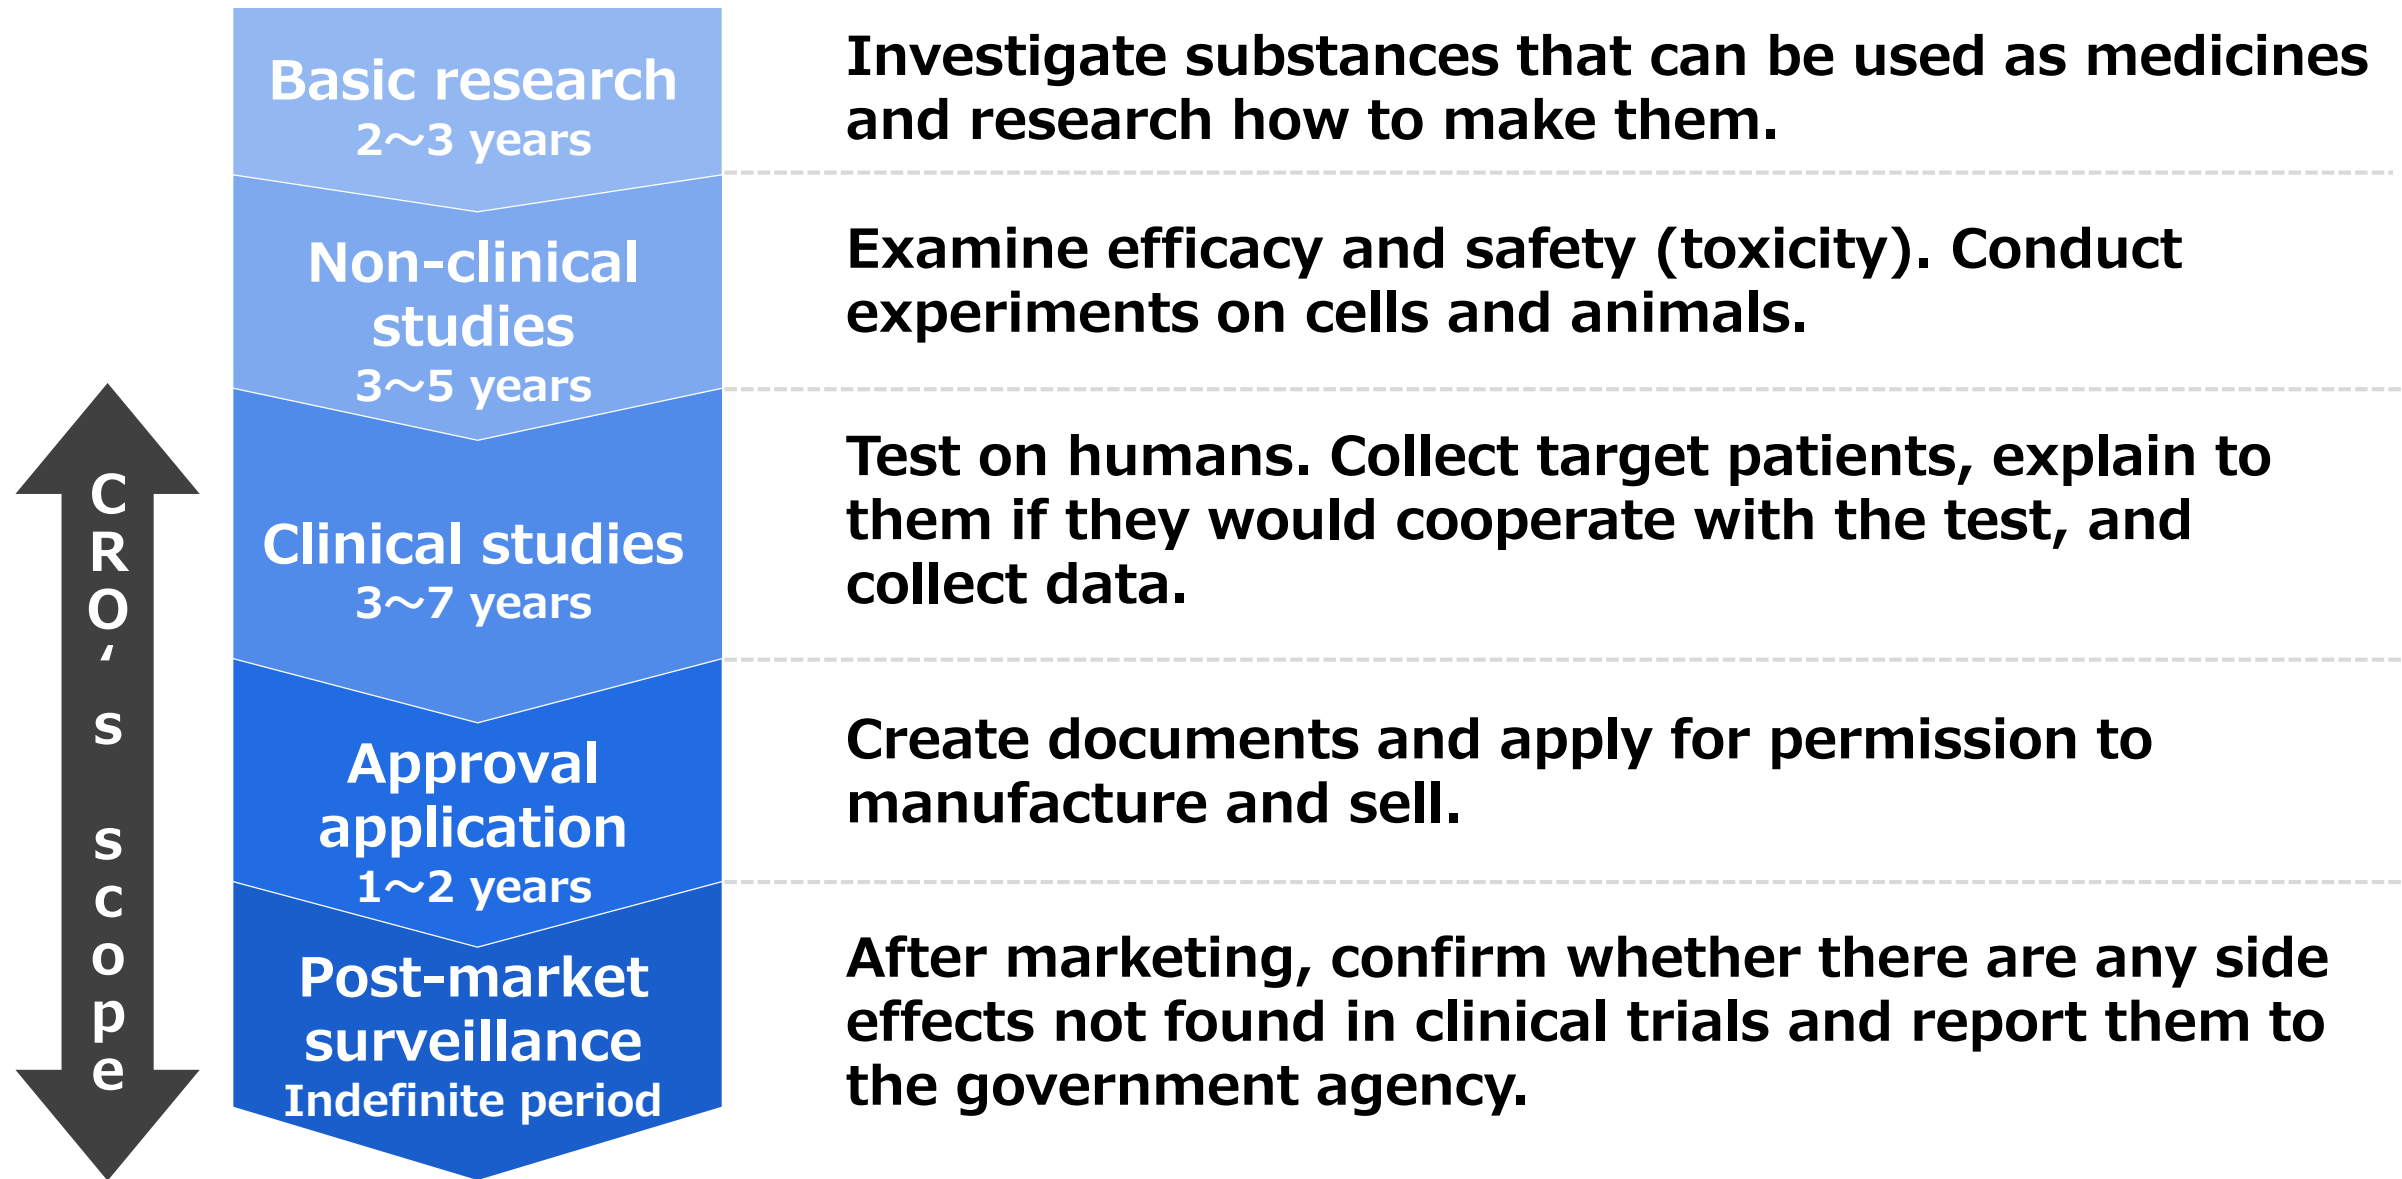 Basic research
2～3 years
Investigate substances that can be used as medicines
and research how to make them.
Non-clinical
studies
3～5 years
Examine efficacy and safety (toxicity). Conduct
experiments on cells and animals.
Clinical studies
3～7 years
Test on humans. Collect target patients, explain to
them if they would cooperate with the test, and
collect data.
Approval
application
1～2 years
Create documents and apply for permission to
manufacture and sell.
Post-market
surveillance
Indefinite period
After marketing, confirm whether there are any side
effects not found in clinical trials and report them to
the government agency.
CRO‘s scope